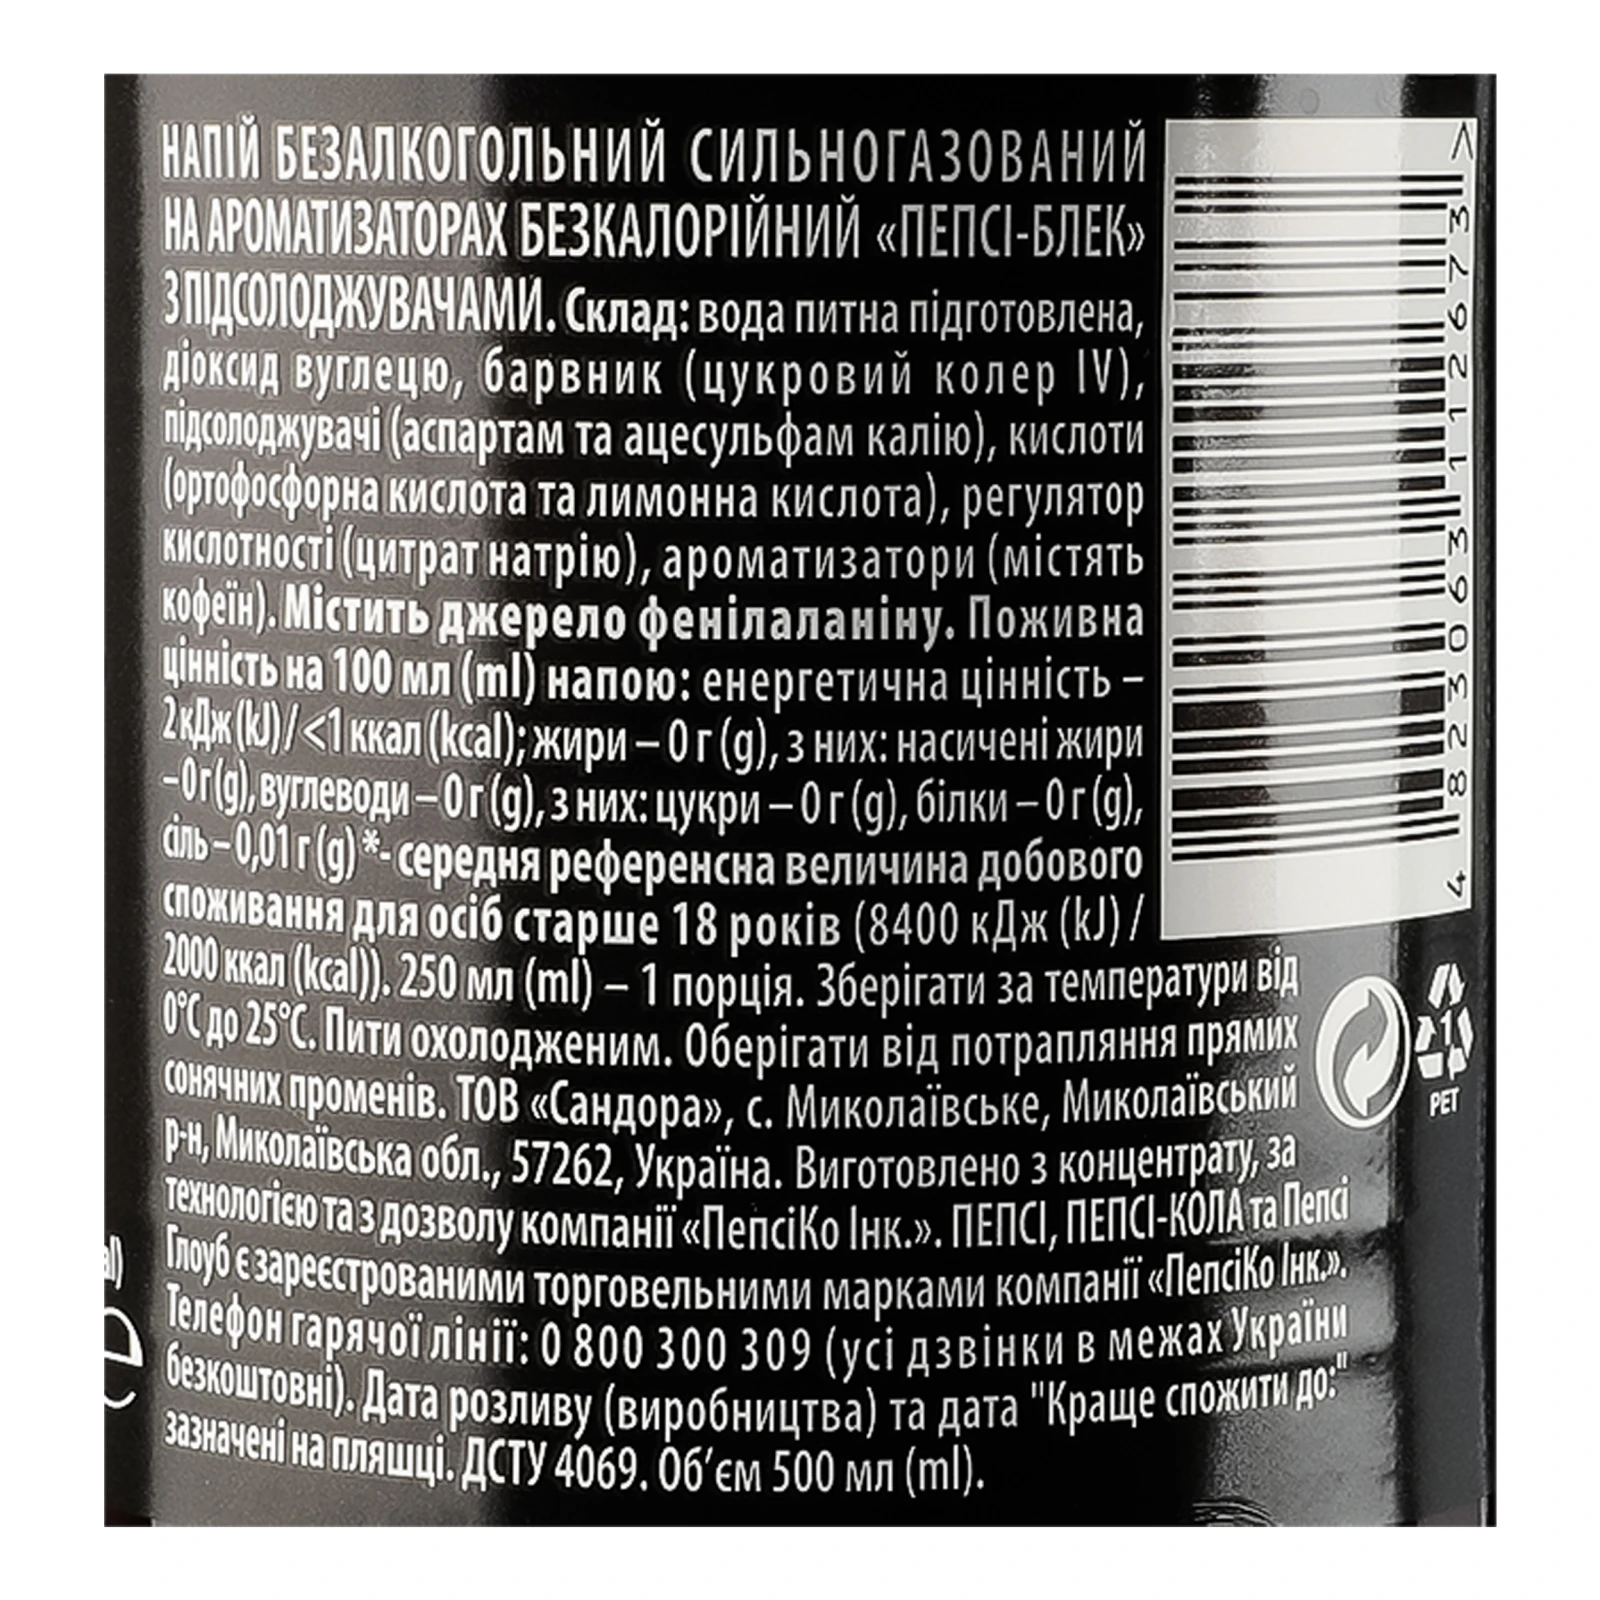 НАПІЙ БЕЗАЛКОГОЛЬНИЙ СИЛЬНОГАЗОВАНИЙ
НА АРОМАТИЗАТОРАХ БЕЗКАЛОРІЙНИЙ «ПЕПСІ-БЛЕК»
З ПІДСОЛОДЖУВАЧАМИ. Склад: вода питна підготовлена,
діоксид вуглецю, барвник (цукровий колер IV),
підсолоджувачі (аспартам та ацесульфам калію), кислоти
(ортофосфорна кислота та лимонна кислота), регулятор
кислотності (цитрат натрію), ароматизатори (містять
кофеїн). Містить джерело фенілаланіну. Поживна
цінність на 100 мл (ml) напою: енергетична цінність –
2 кДж (kJ) / <1 ккал (kcal); жири – 0 г (g), з них: насичені жири
– 0 г (g), вуглеводи – 0 г (g), з них: цукри – 0 г (g), білки – 0 г (g),
сіль – 0,01 г (g) *- середня референсна величина добового
споживання для осіб старше 18 років (8400 кДж (kJ) /
2000 ккал (kcal)). 250 мл (ml) – 1 порція. Зберігати за температури від
0°С до 25°С. Пити охолодженим. Оберігати від потрапляння прямих
сонячних променів. ТОВ «Сандора», с. Миколаївське, Миколаївський
р-н, Миколаївська обл., 57262, Україна. Виготовлено з концентрату, за
технологією та з дозволу компанії «ПепсіКо Інк.». ПЕПСІ, ПЕПСІ-КОЛА та Пепсі
Глоуб є зареєстрованими торговельними марками компанії «ПепсіКо Інк.».
Телефон гарячої лінії: 0 800 300 309 (усі дзвінки в межах України
безкоштовні). Дата розливу (виробництва) та дата "Краще спожити до:"
зазначені на пляшці. ДСТУ 4069. Об’єм 500 мл (ml).
4 823063 112673 >
1
PET
al)